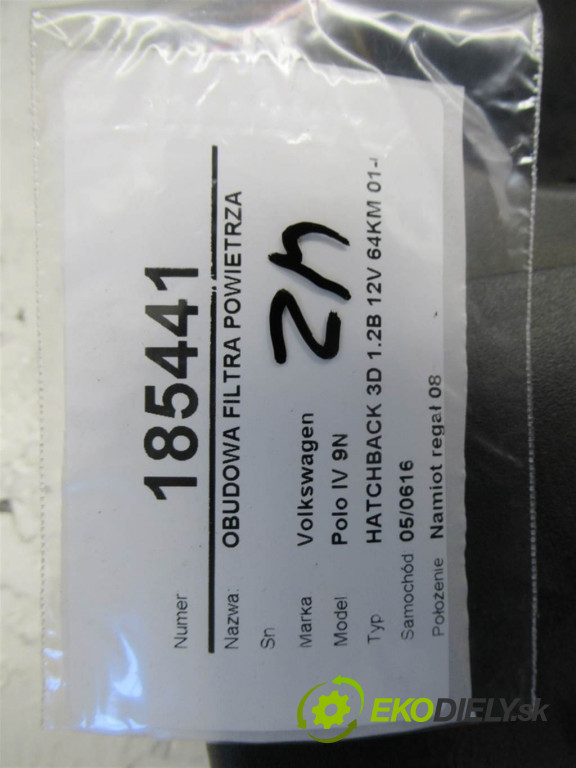 Numer 185441
Nazwa: OBUDOWA FILTRA POWIETRZA
Sn
Marka Volkswagen
Model Polo IV 9N
Typ HATCHBACK 3D 1.2B 12V 64KM 01-
Samochód 05/0616
Położenie Namiot regał 08
EKODIELY.sk